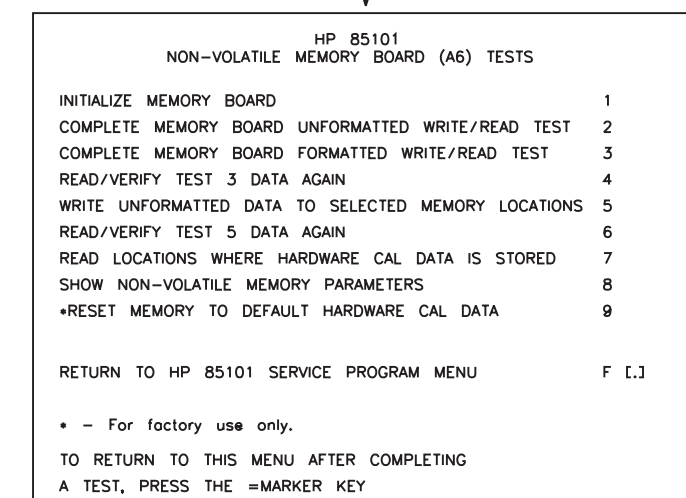 HP 85101
NON-VOLATILE MEMORY BOARD (A6) TESTS
INITIALIZE MEMORY BOARD 1
COMPLETE MEMORY BOARD UNFORMATTED WRITE/READ TEST 2
COMPLETE MEMORY BOARD FORMATTED WRITE/READ TEST 3
READ/VERIFY TEST 3 DATA AGAIN 4
WRITE UNFORMATTED DATA TO SELECTED MEMORY LOCATIONS 5
READ/VERIFY TEST 5 DATA AGAIN 6
READ LOCATIONS WHERE HARDWARE CAL DATA IS STORED 7
SHOW NON-VOLATILE MEMORY PARAMETERS 8
*RESET MEMORY TO DEFAULT HARDWARE CAL DATA 9
RETURN TO HP 85101 SERVICE PROGRAM MENU F [.]
* - For factory use only.
TO RETURN TO THIS MENU AFTER COMPLETING
A TEST, PRESS THE =MARKER KEY